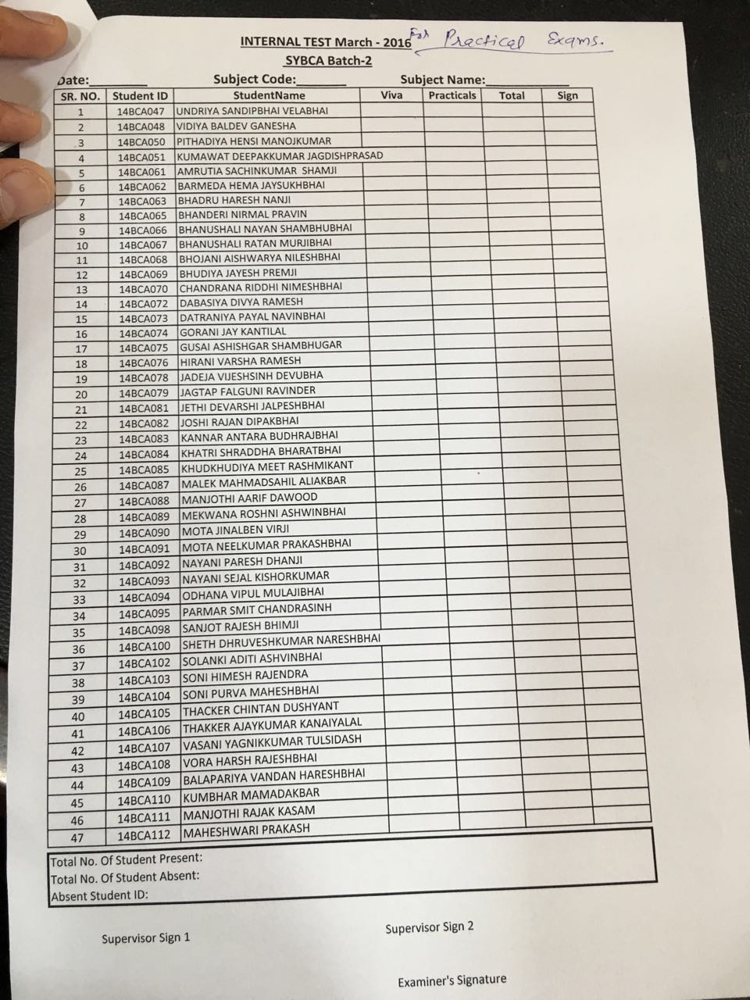 INTERNAL TEST March - 2016 For Practical Exams.
SYBCA Batch-2
Date:________ Subject Code:_______ Subject Name:____________
SR. NO. Student ID StudentName Viva Practicals Total Sign
1 14BCA047 UNDRIYA SANDIPBHAI VELABHAI
2 14BCA048 VIDIYA BALDEV GANESHA
3 14BCA050 PITHADIYA HENSI MANOJKUMAR
4 14BCA051 KUMAWAT DEEPAKKUMAR JAGDISHPRASAD
5 14BCA061 AMRUTIA SACHINKUMAR SHAMJI
6 14BCA062 BARMEDA HEMA JAYSUKHBHAI
7 14BCA063 BHADRU HARESH NANJI
8 14BCA065 BHANDERI NIRMAL PRAVIN
9 14BCA066 BHANUSHALI NAYAN SHAMBHUBHAI
10 14BCA067 BHANUSHALI RATAN MURJIBHAI
11 14BCA068 BHOJANI AISHWARYA NILESHBHAI
12 14BCA069 BHUDIYA JAYESH PREMJI
13 14BCA070 CHANDRANA RIDDHI NIMESHBHAI
14 14BCA072 DABASIYA DIVYA RAMESH
15 14BCA073 DATRANIYA PAYAL NAVINBHAI
16 14BCA074 GORANI JAY KANTILAL
17 14BCA075 GUSAI ASHISHGAR SHAMBHUGAR
18 14BCA076 HIRANI VARSHA RAMESH
19 14BCA078 JADEJA VIJESHSINH DEVUBHA
20 14BCA079 JAGTAP FALGUNI RAVINDER
21 14BCA081 JETHI DEVARSHI JALPESHBHAI
22 14BCA082 JOSHI RAJAN DIPAKBHAI
23 14BCA083 KANNAR ANTARA BUDHRAJBHAI
24 14BCA084 KHATRI SHRADDHA BHARATBHAI
25 14BCA085 KHUDKHUDIYA MEET RASHMIKANT
26 14BCA087 MALEK MAHMADSAHIL ALIAKBAR
27 14BCA088 MANJOTHI AARIF DAWOOD
28 14BCA089 MEKWANA ROSHNI ASHWINBHAI
29 14BCA090 MOTA JINALBEN VIRJI
30 14BCA091 MOTA NEELKUMAR PRAKASHBHAI
31 14BCA092 NAYANI PARESH DHANJI
32 14BCA093 NAYANI SEJAL KISHORKUMAR
33 14BCA094 ODHANA VIPUL MULAJIBHAI
34 14BCA095 PARMAR SMIT CHANDRASINH
35 14BCA098 SANJOT RAJESH BHIMJI
36 14BCA100 SHETH DHRUVESHKUMAR NARESHBHAI
37 14BCA102 SOLANKI ADITI ASHVINBHAI
38 14BCA103 SONI HIMESH RAJENDRA
39 14BCA104 SONI PURVA MAHESHBHAI
40 14BCA105 THACKER CHINTAN DUSHYANT
41 14BCA106 THAKKER AJAYKUMAR KANAIYALAL
42 14BCA107 VASANI YAGNIKKUMAR TULSIDASH
43 14BCA108 VORA HARSH RAJESHBHAI
44 14BCA109 BALAPARIYA VANDAN HARESHBHAI
45 14BCA110 KUMBHAR MAMADAKBAR
46 14BCA111 MANJOTHI RAJAK KASAM
47 14BCA112 MAHESHWARI PRAKASH
Total No. Of Student Present:
Total No. Of Student Absent:
Absent Student ID:
Supervisor Sign 1 Supervisor Sign 2
Examiner's Signature